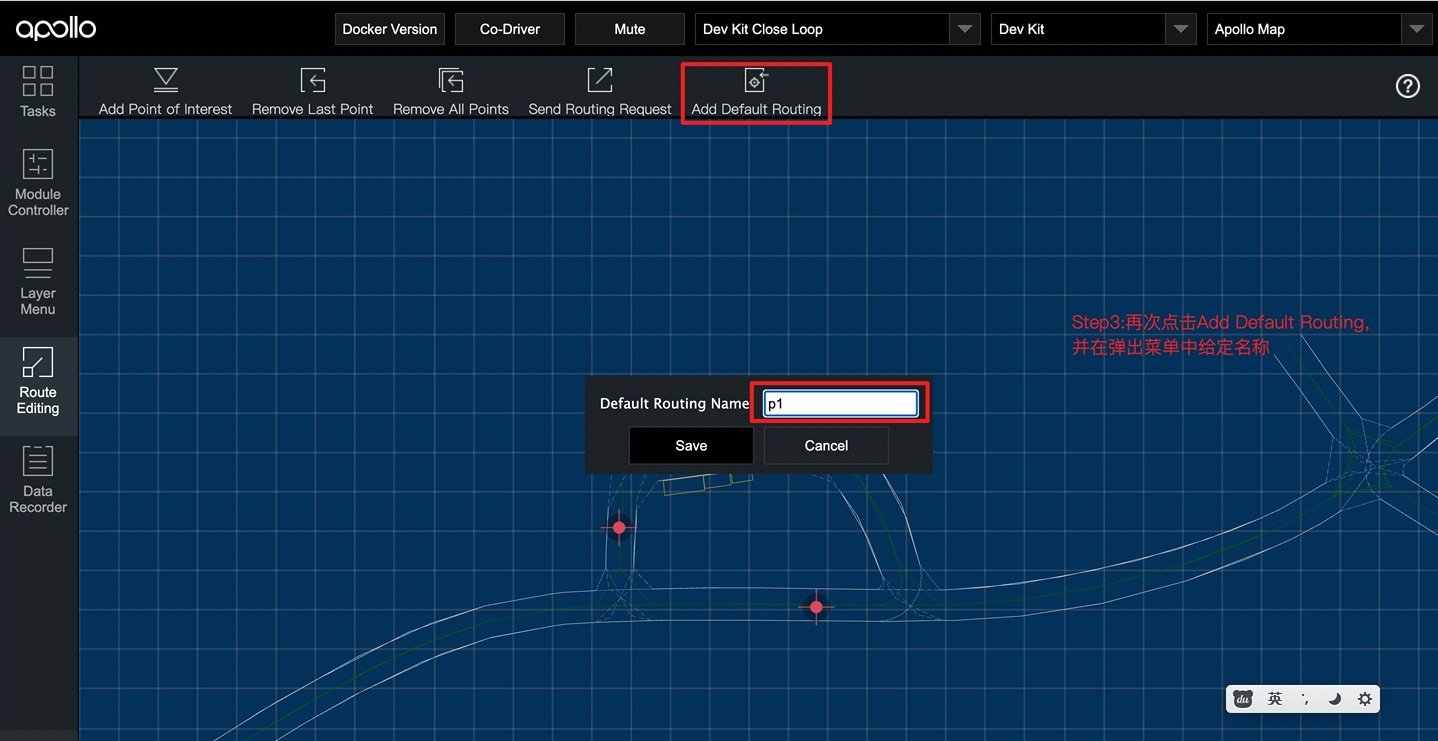 apollo
Docker Version
Co-Driver
Mute
Dev Kit Close Loop
Dev Kit
Apollo Map
Tasks
Add Point of Interest
Remove Last Point
Remove All Points
Send Routing Request
Add Default Routing
?
Module
Controller
Layer
Menu
Route
Editing
Data
Recorder
Step3:再次点击Add Default Routing,
并在弹出菜单中给定名称
Default Routing Name
p1
Save
Cancel
du
英